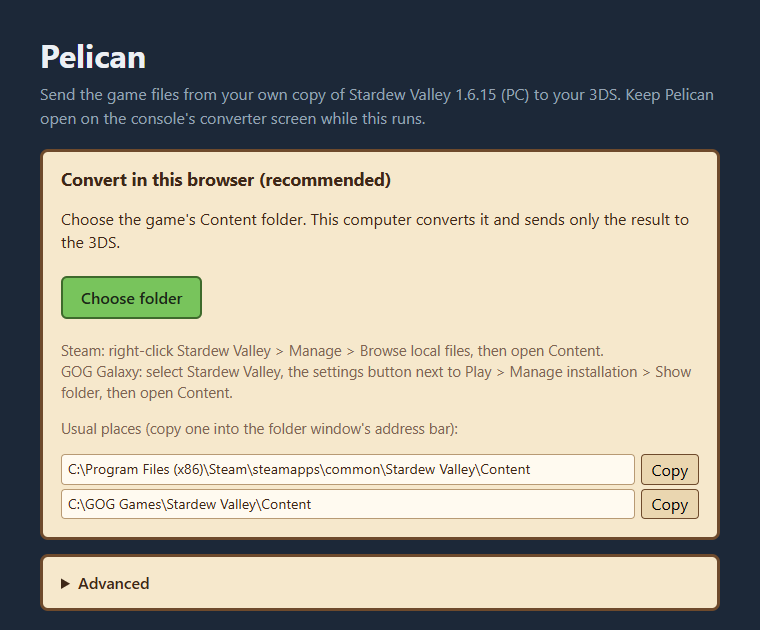 Pelican
Send the game files from your own copy of Stardew Valley 1.6.15 (PC) to your 3DS. Keep Pelican
open on the console's converter screen while this runs.
Convert in this browser (recommended)
Choose the game's Content folder. This computer converts it and sends only the result to
the 3DS.
Choose folder
Steam: right-click Stardew Valley > Manage > Browse local files, then open Content.
GOG Galaxy: select Stardew Valley, the settings button next to Play > Manage installation > Show
folder, then open Content.
Usual places (copy one into the folder window's address bar):
C:\Program Files (x86)\Steam\steamapps\common\Stardew Valley\Content
Copy
C:\GOG Games\Stardew Valley\Content
Copy
Advanced